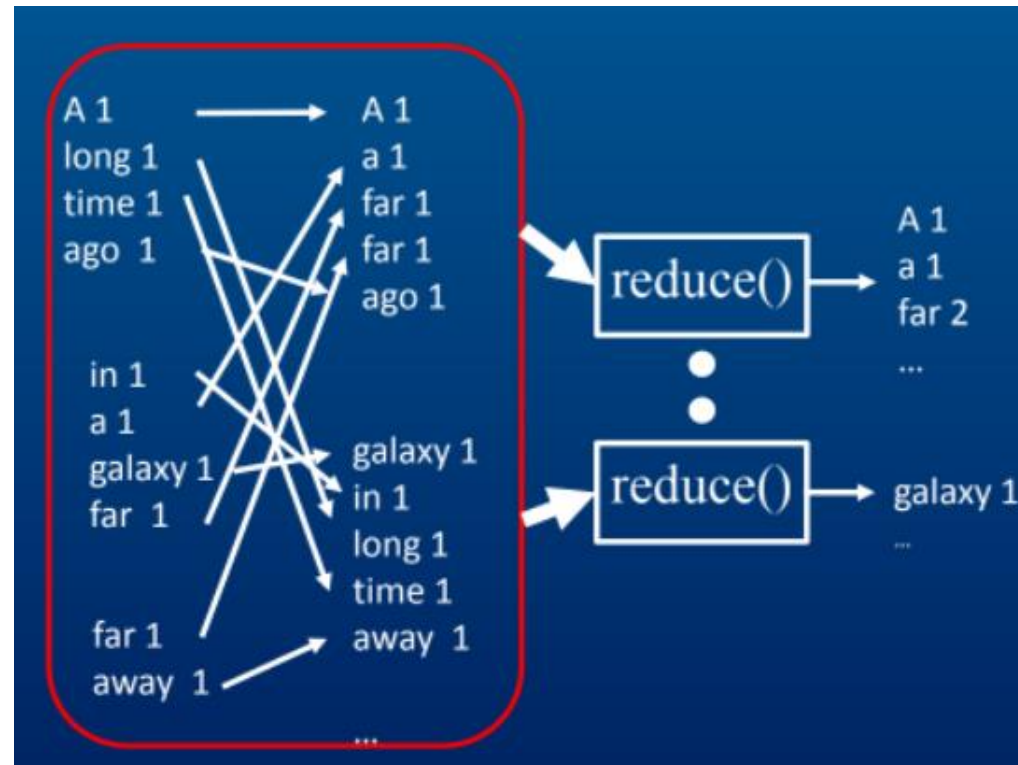 A 1
long 1
time 1
ago 1
in 1
a 1
galaxy 1
far 1
far 1
away 1
A 1
a 1
far 1
far 1
ago 1
galaxy 1
in 1
long 1
time 1
away 1
...
reduce()
reduce()
A 1
a 1
far 2
...
galaxy 1
...